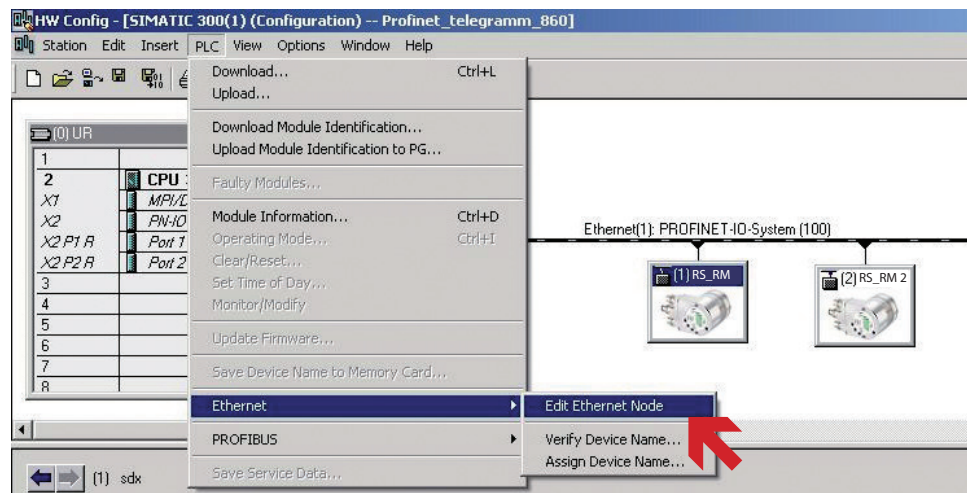 HW Config - [SIMATIC 300(1) (Configuration) -- Profinet_telegramm_860]
Station Edit Insert PLC View Options Window Help
Download... Ctrl+L
Upload...
Download Module Identification...
Upload Module Identification to PG...
Faulty Modules...
Module Information... Ctrl+D
Operating Mode... Ctrl+I
Clear/Reset...
Set Time of Day...
Monitor/Modify
Update Firmware...
Save Device Name to Memory Card...
Ethernet
PROFIBUS
Save Service Data...
Edit Ethernet Node
Verify Device Name...
Assign Device Name...
(0) UR
1
2 CPU
X1 MPI/D
X2 PN-IO
X2 P1 R Port 1
X2 P2 R Port 2
3
4
5
6
7
8
Ethernet(1): PROFINET-IO-System (100)
(1) RS_RM
(2) RS_RM 2
(1) sdx